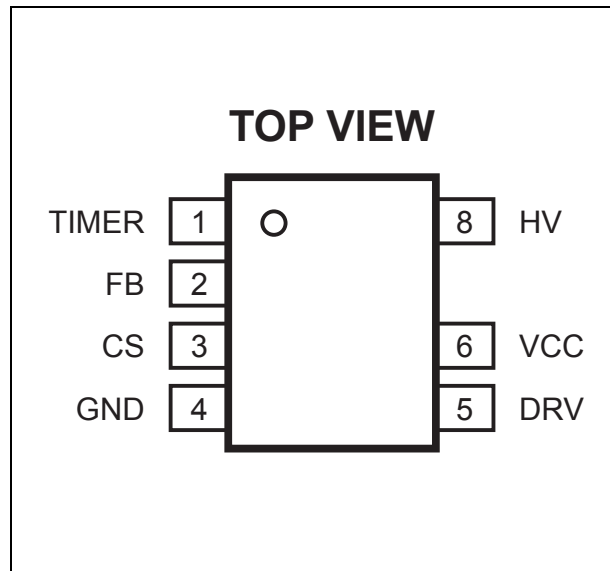 TOP VIEW
TIMER 1 8 HV
FB 2
CS 3 6 VCC
GND 4 5 DRV